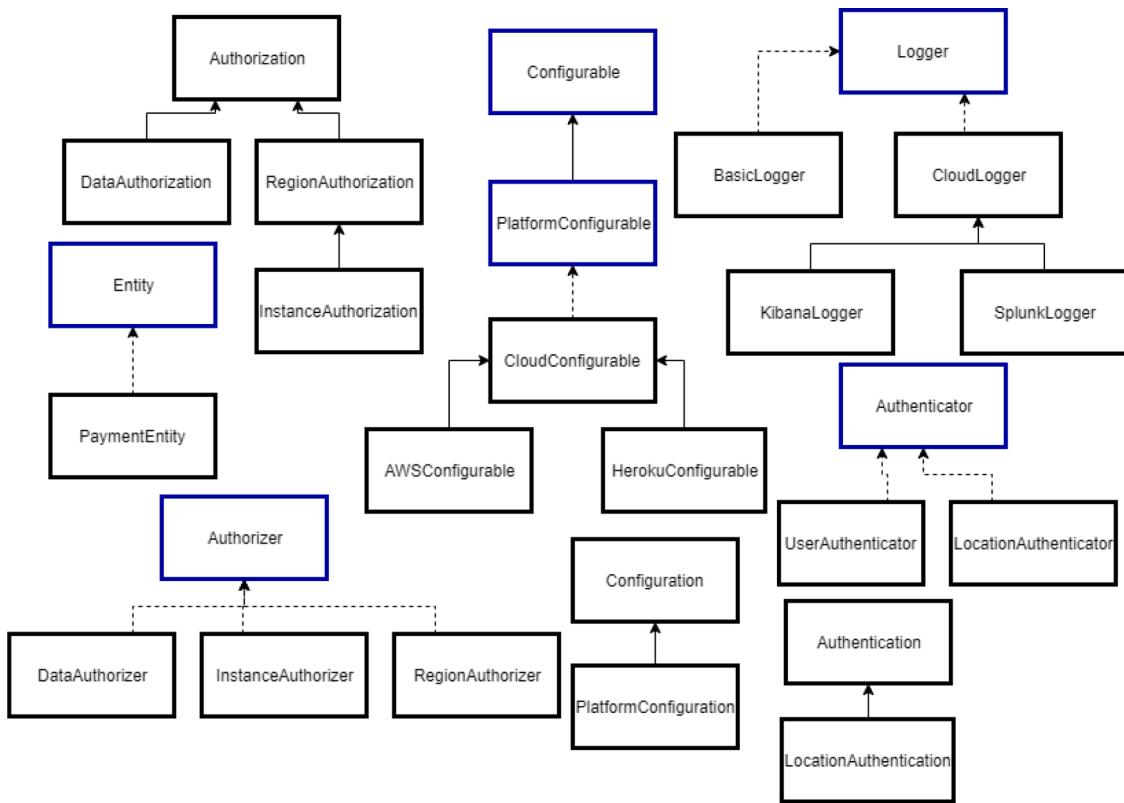 Authorization
Configurable
Logger
DataAuthorization
RegionAuthorization
BasicLogger
CloudLogger
PlatformConfigurable
Entity
InstanceAuthorization
KibanaLogger
SplunkLogger
CloudConfigurable
Authenticator
PaymentEntity
AWSConfigurable
HerokuConfigurable
Authorizer
UserAuthenticator
LocationAuthenticator
Configuration
Authentication
DataAuthorizer
InstanceAuthorizer
RegionAuthorizer
PlatformConfiguration
LocationAuthentication